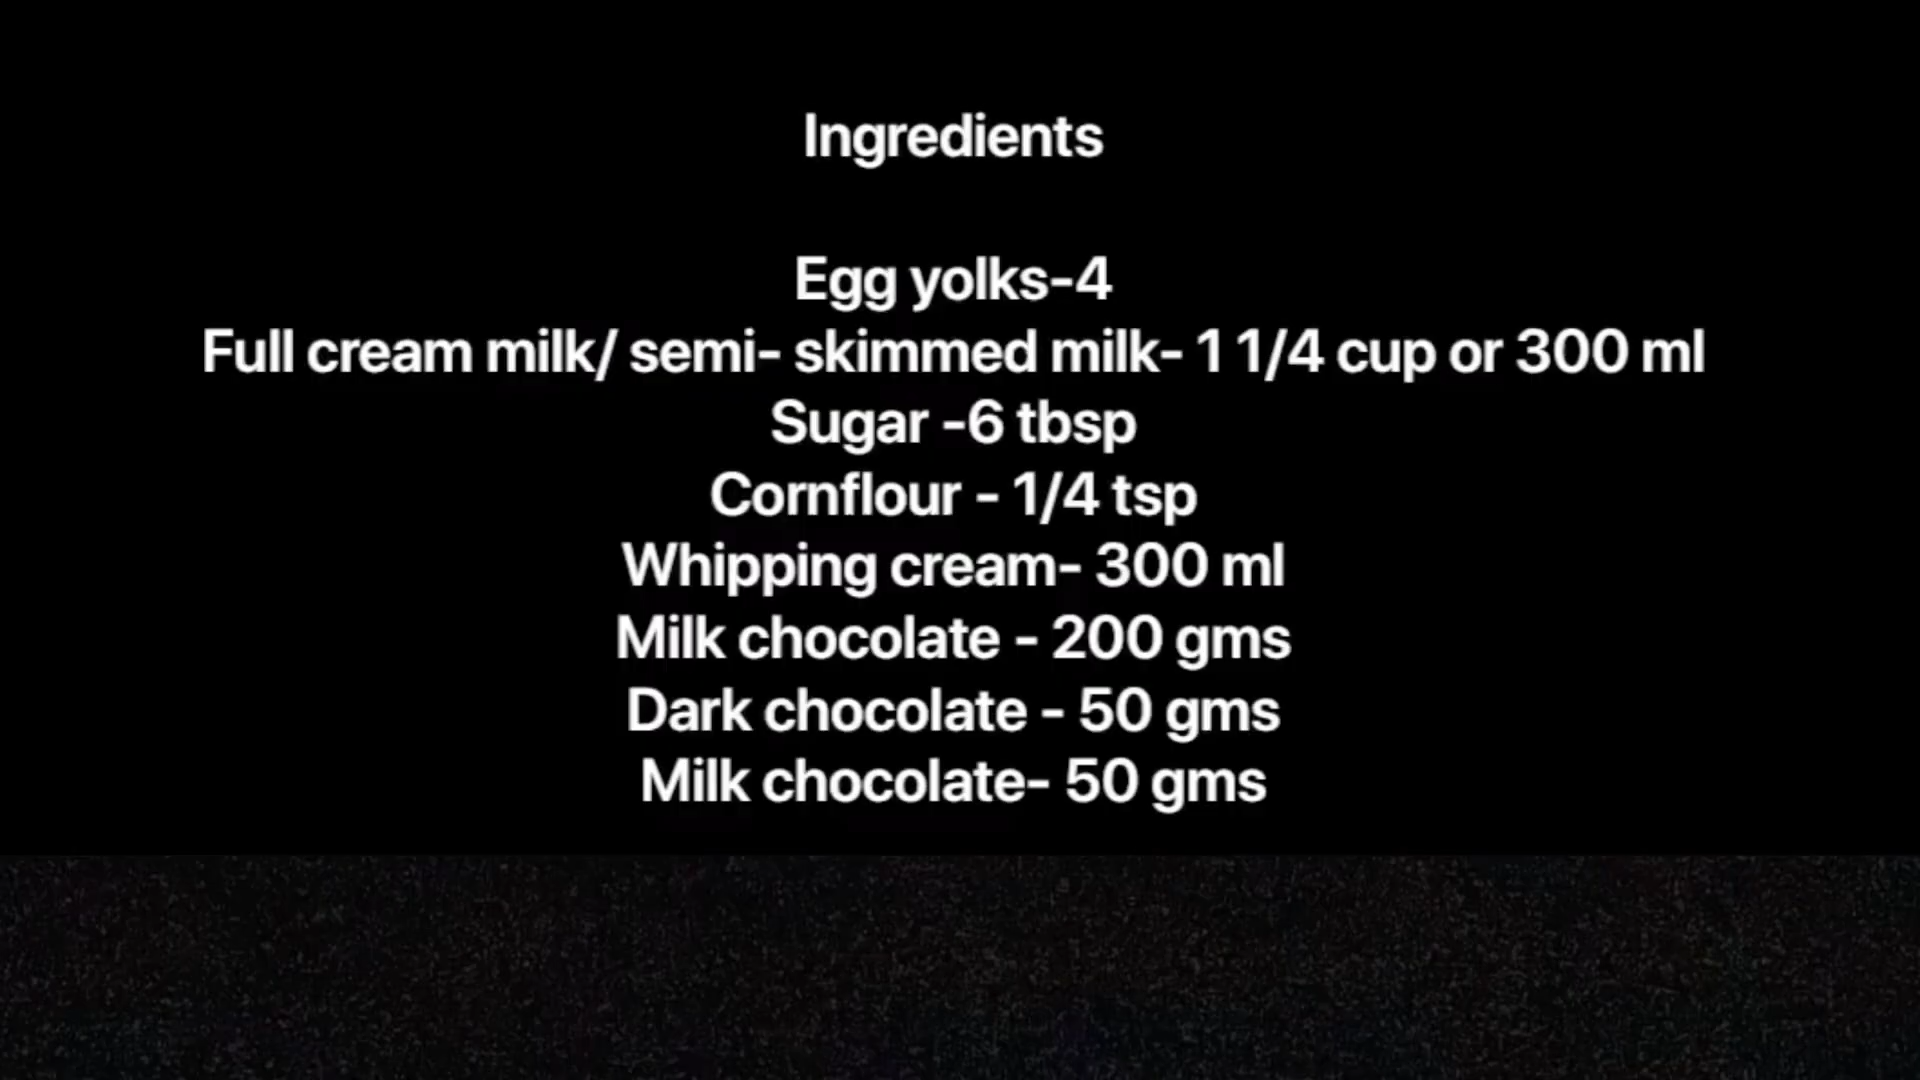 Ingredients
Egg yolks-4
Full cream milk/ semi- skimmed milk- 1 1/4 cup or 300 ml
Sugar -6 tbsp
Cornflour - 1/4 tsp
Whipping cream- 300 ml
Milk chocolate - 200 gms
Dark chocolate - 50 gms
Milk chocolate- 50 gms